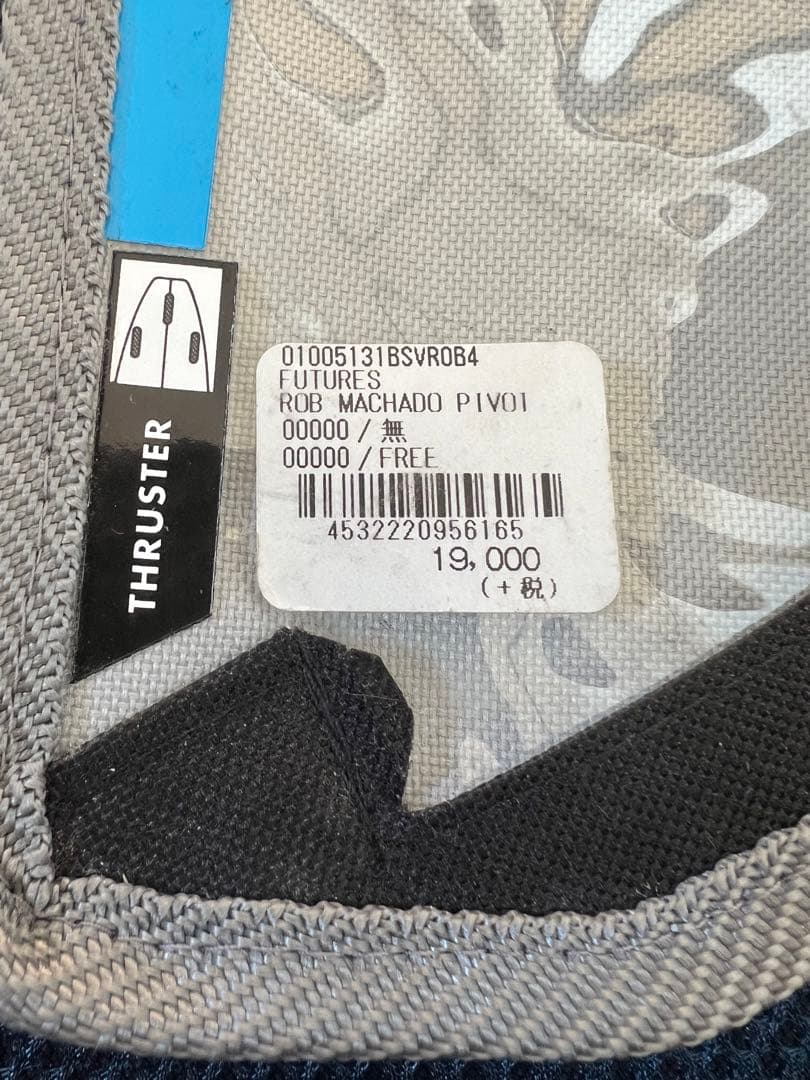 THRUSTER
01005131BSVROB4
FUTURES
ROB MACHADO PIVOT
00000 / 無
00000 / FREE
4532220956165
19,000
(+税)